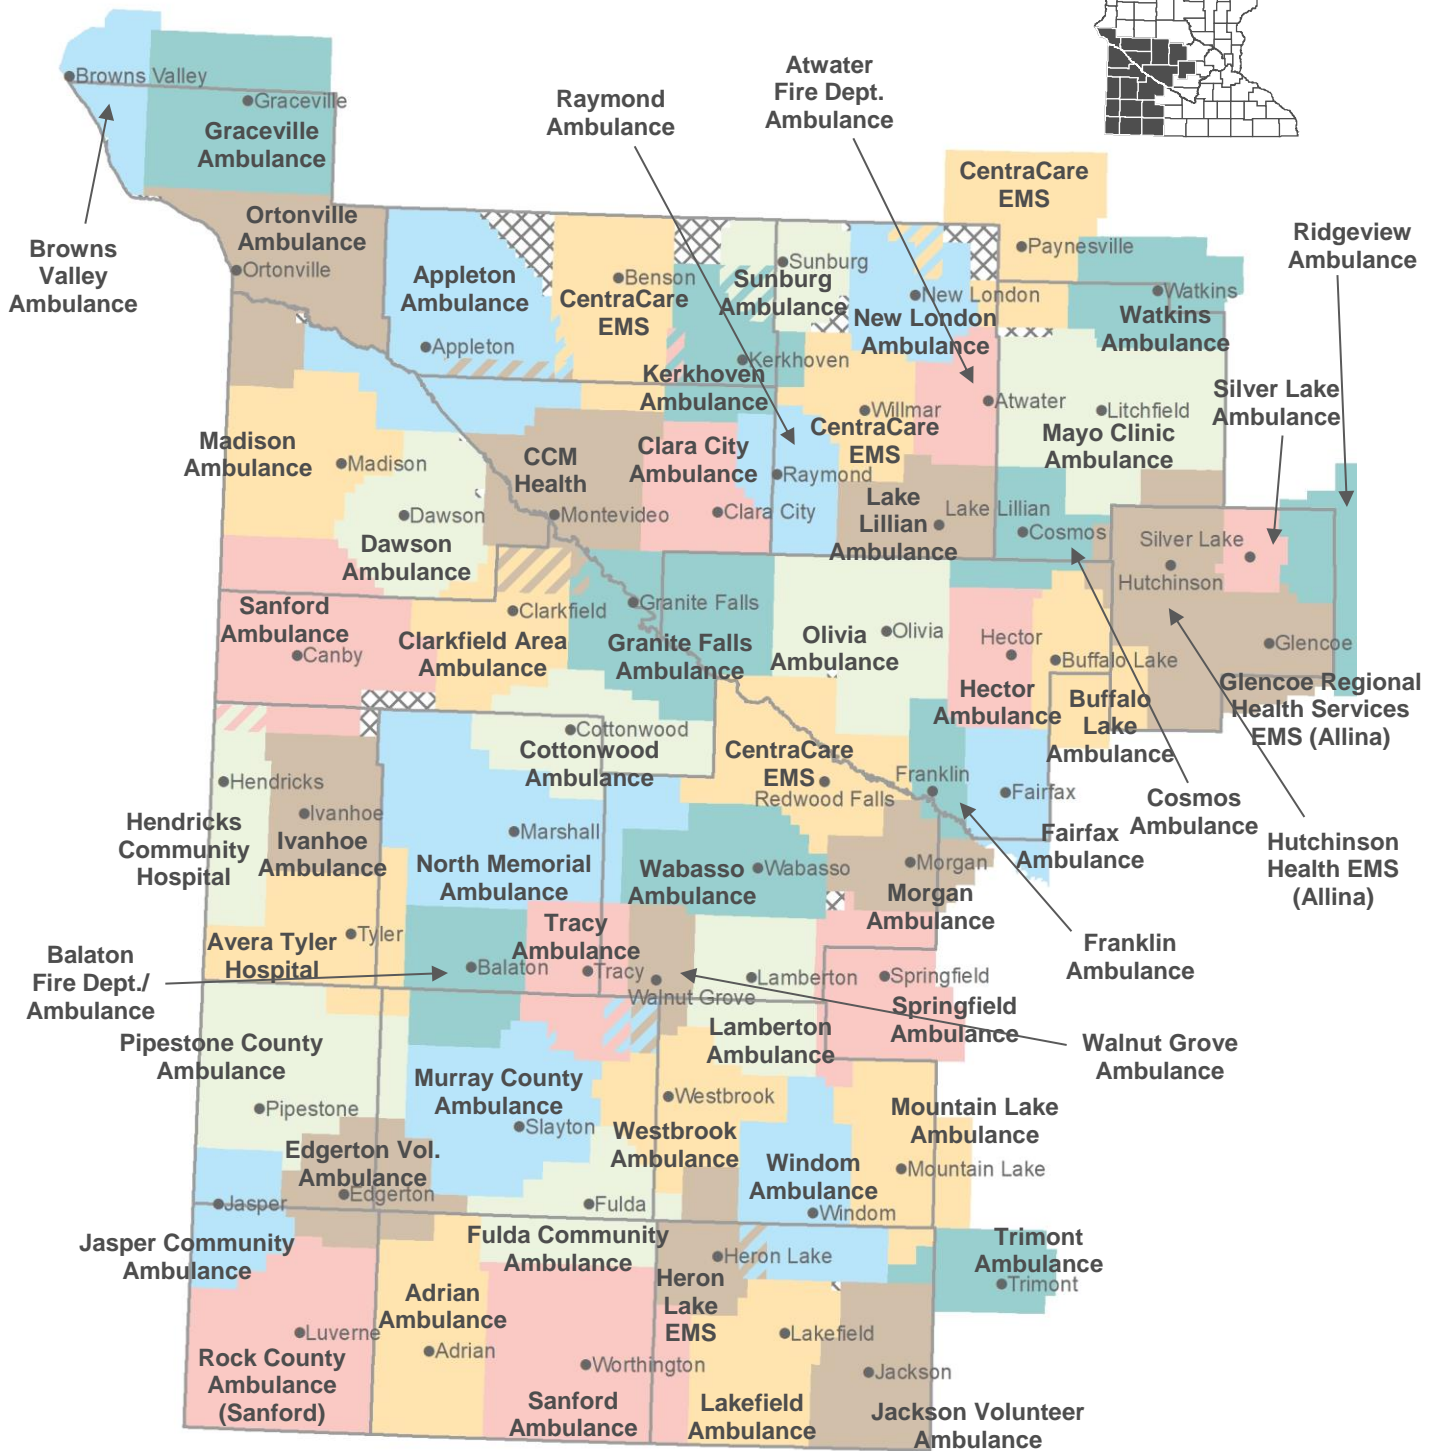 Browns Valley
Graceville
Graceville
Ambulance
Raymond
Ambulance
Atwater
Fire Dept.
Ambulance
CentraCare
EMS
Paynesville
Ridgeview
Ambulance
Browns
Valley
Ambulance
Ortonville
Ambulance
Ortonville
Appleton
Ambulance
Appleton
Benson
CentraCare
EMS
Sunburg
Sunburg
Ambulance
New London
New London
Ambulance
Watkins
Watkins
Ambulance
Kerkhoven
Kerkhoven
Ambulance
Willmar
CentraCare
EMS
Atwater
Litchfield
Mayo Clinic
Ambulance
Silver Lake
Ambulance
Madison
Ambulance
Madison
CCM
Health
Montevideo
Clara City
Ambulance
Clara City
Raymond
Lake
Lillian
Ambulance
Lake Lillian
Cosmos
Silver Lake
Hutchinson
Dawson
Dawson
Ambulance
Sanford
Ambulance
Canby
Clarkfield
Clarkfield Area
Ambulance
Granite Falls
Granite Falls
Ambulance
Olivia
Olivia
Ambulance
Hector
Hector
Ambulance
Buffalo Lake
Buffalo
Lake
Ambulance
Glencoe
Glencoe Regional
Health Services
EMS (Allina)
Cottonwood
Cottonwood
Ambulance
CentraCare
EMS
Redwood Falls
Franklin
Fairfax
Fairfax
Ambulance
Cosmos
Ambulance
Hutchinson
Health EMS
(Allina)
Hendricks
Hendricks
Community
Hospital
Ivanhoe
Ivanhoe
Ambulance
Marshall
North Memorial
Ambulance
Wabasso
Ambulance
Wabasso
Morgan
Morgan
Ambulance
Franklin
Ambulance
Tyler
Avera Tyler
Hospital
Balaton
Fire Dept./
Ambulance
Balaton
Tracy
Ambulance
Tracy
Walnut Grove
Lamberton
Lamberton
Ambulance
Springfield
Springfield
Ambulance
Walnut Grove
Ambulance
Pipestone County
Ambulance
Pipestone
Murray County
Ambulance
Slayton
Westbrook
Westbrook
Ambulance
Mountain Lake
Ambulance
Mountain Lake
Windom
Ambulance
Windom
Edgerton Vol.
Ambulance
Edgerton
Jasper
Jasper Community
Ambulance
Fulda
Fulda Community
Ambulance
Heron Lake
Heron
Lake
EMS
Trimont
Ambulance
Trimont
Adrian
Ambulance
Adrian
Luverne
Rock County
Ambulance
(Sanford)
Worthington
Sanford
Ambulance
Lakefield
Lakefield
Ambulance
Jackson
Jackson Volunteer
Ambulance